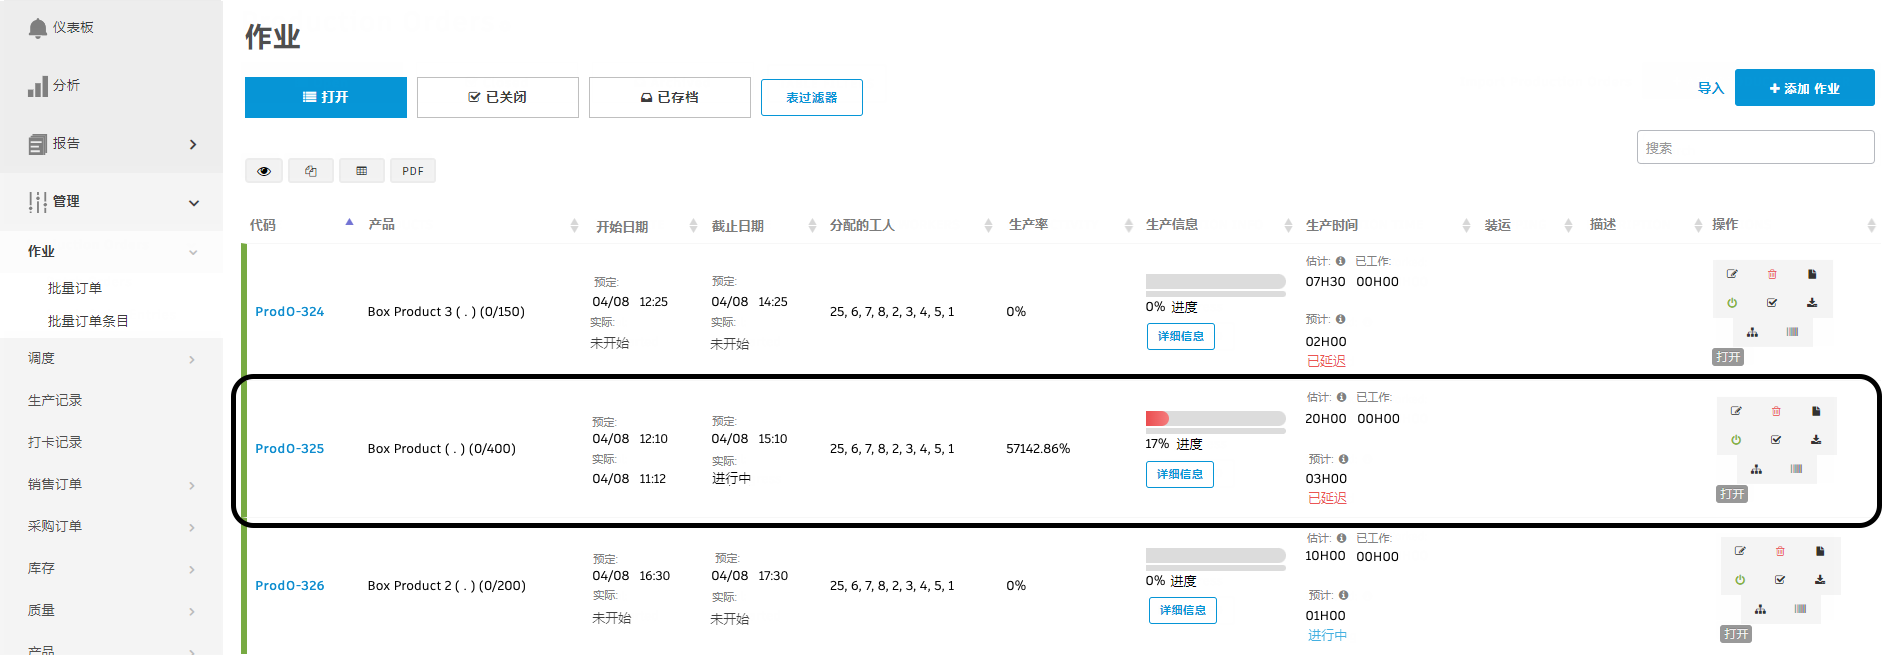 仪表板
分析
报告
管理
作业
批量订单
批量订单条目
调度
生产记录
打卡记录
销售订单
采购订单
库存
质量
产品
作业
打开 已关闭 已存档 表过滤器
导入 +添加 作业
搜索
PDF
代码 产品 开始日期 截止日期 分配的工人 生产率 生产信息 生产时间 装运 描述 操作
ProdO-324 Box Product 3 ( . ) (0/150)
预定:
04/08 12:25
实际:
未开始
预定:
04/08 14:25
实际:
未开始
25, 6, 7, 8, 2, 3, 4, 5, 1
0%
0% 进度
详细信息
估计: 已工作:
07H30 00H00
预计:
02H00
已延迟
打开
ProdO-325 Box Product ( . ) (0/400)
预定:
04/08 12:10
实际:
04/08 11:12
预定:
04/08 15:10
实际:
进行中
25, 6, 7, 8, 2, 3, 4, 5, 1
57142.86%
17% 进度
详细信息
估计: 已工作:
20H00 00H00
预计:
03H00
已延迟
打开
ProdO-326 Box Product 2 ( . ) (0/200)
预定:
04/08 16:30
实际:
未开始
预定:
04/08 17:30
实际:
未开始
25, 6, 7, 8, 2, 3, 4, 5, 1
0%
0% 进度
详细信息
估计: 已工作:
10H00 00H00
预计:
01H00
进行中
打开